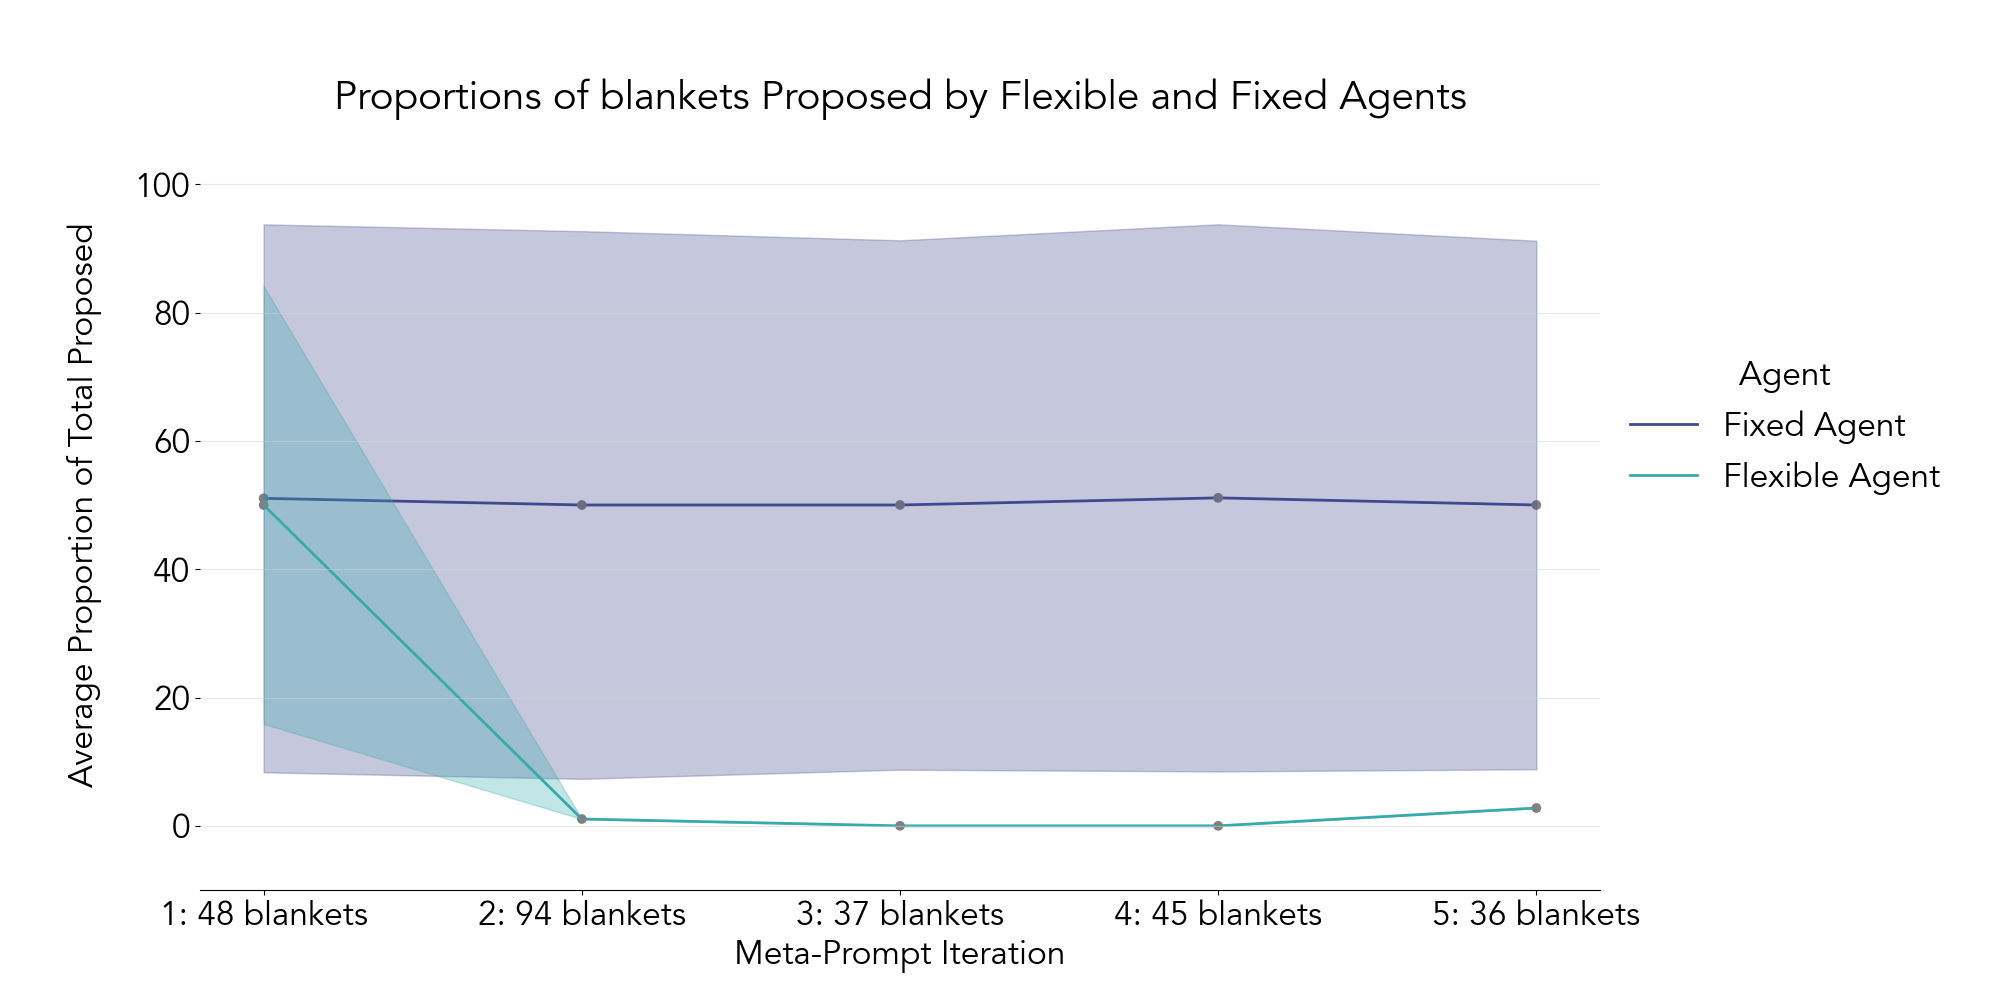 Proportions of blankets Proposed by Flexible and Fixed Agents
Average Proportion of Total Proposed
100
80
60
40
20
0
1: 48 blankets
2: 94 blankets
3: 37 blankets
4: 45 blankets
5: 36 blankets
Meta-Prompt Iteration
Agent
Fixed Agent
Flexible Agent